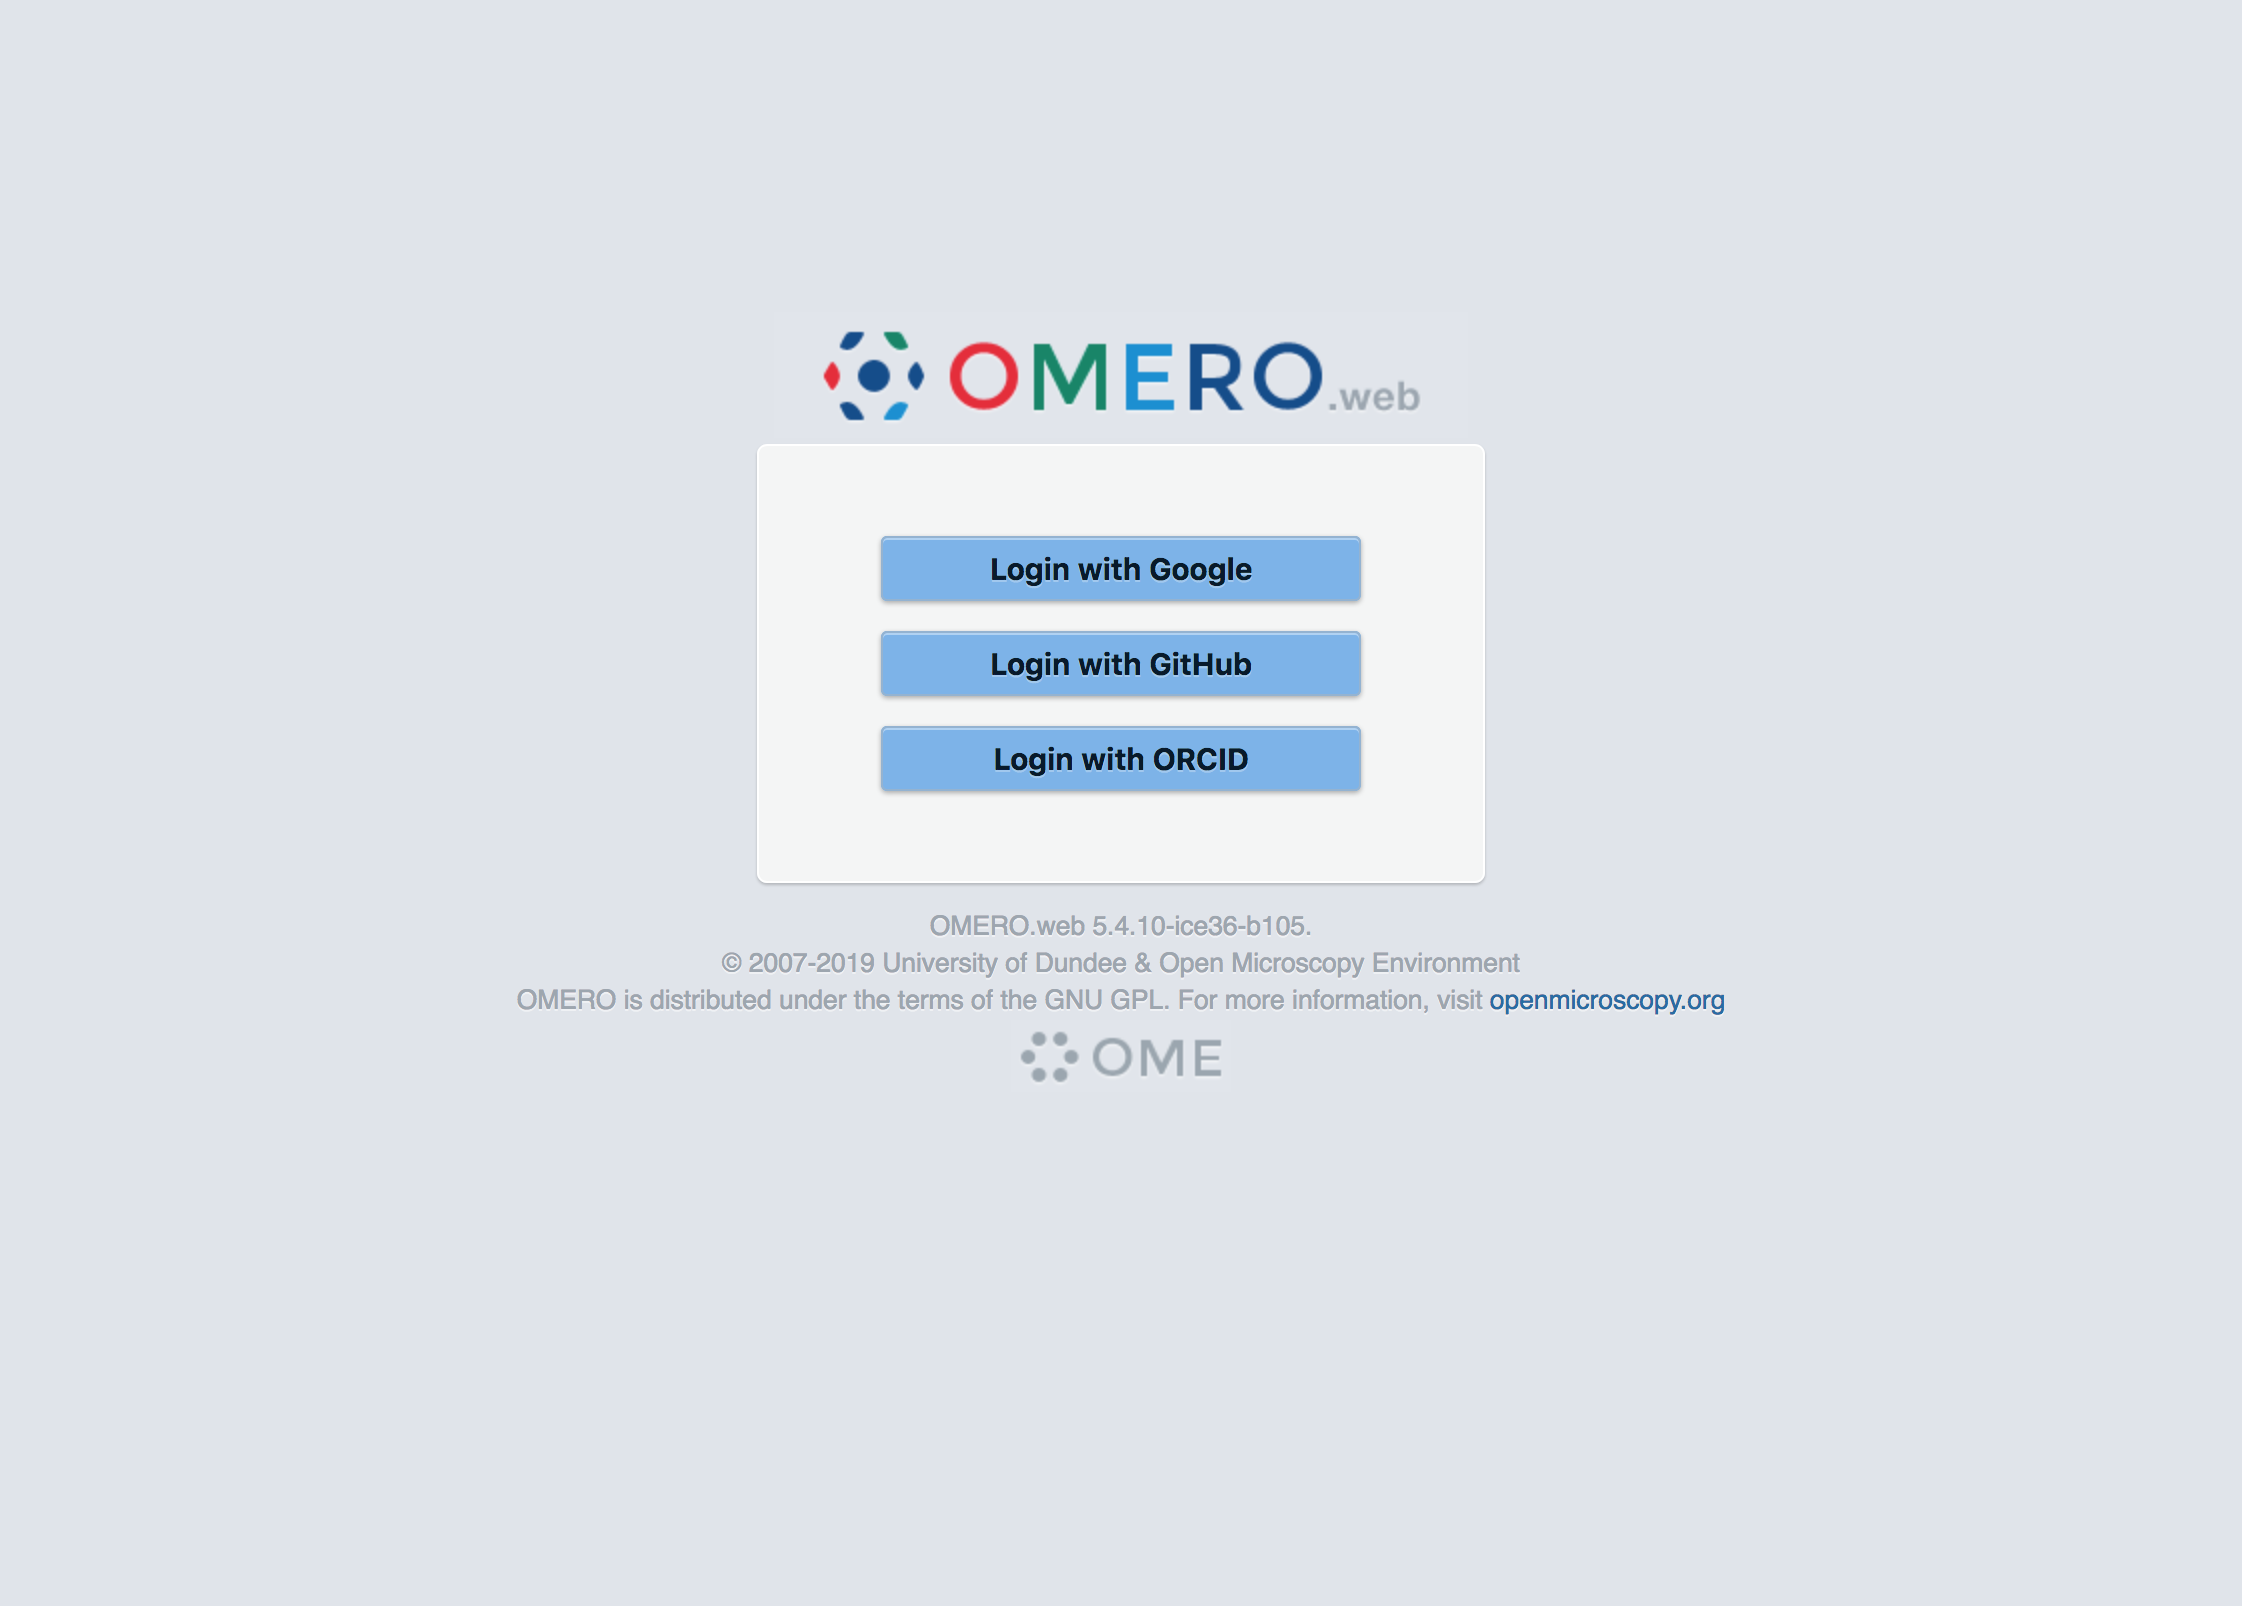 OMERO.web
Login with Google
Login with GitHub
Login with ORCID
OMERO.web 5.4.10-ice36-b105.
© 2007-2019 University of Dundee & Open Microscopy Environment
OMERO is distributed under the terms of the GNU GPL. For more information, visit openmicroscopy.org
OME